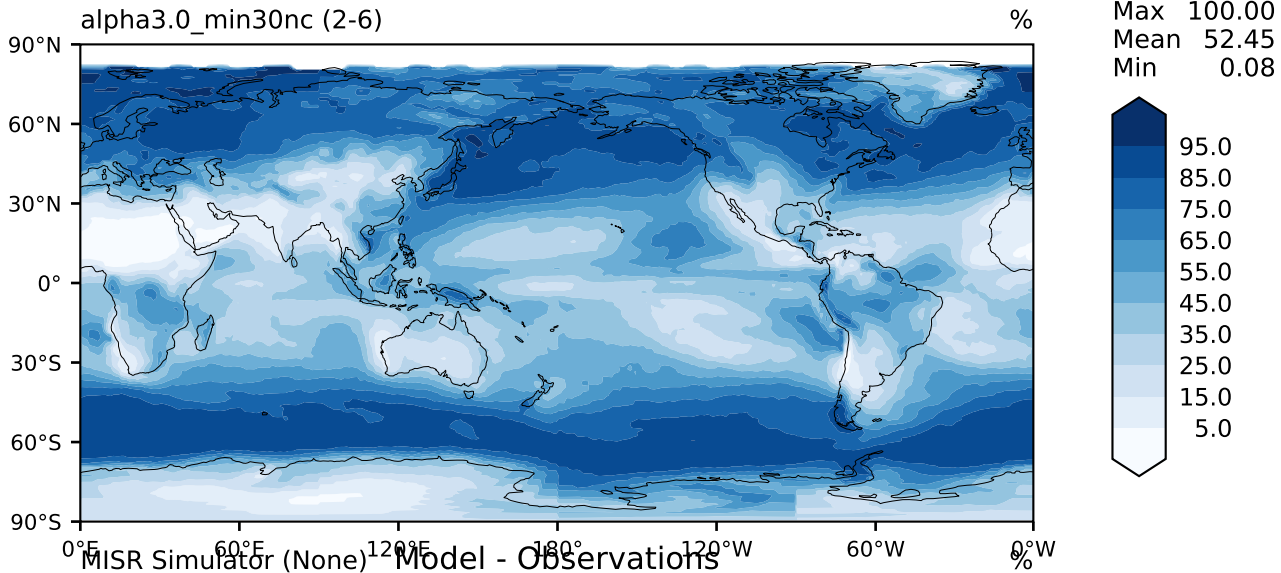 alpha3.0_min30nc (2-6) %
Max 100.00
Mean 52.45
Min 0.08
90°N
60°N
30°N
0°
30°S
60°S
90°S
95.0
85.0
75.0
65.0
55.0
45.0
35.0
25.0
15.0
5.0
0°E 60°E 120°E 180° 120°W 60°W 0°W
MISR Simulator (None) Model - Observations %